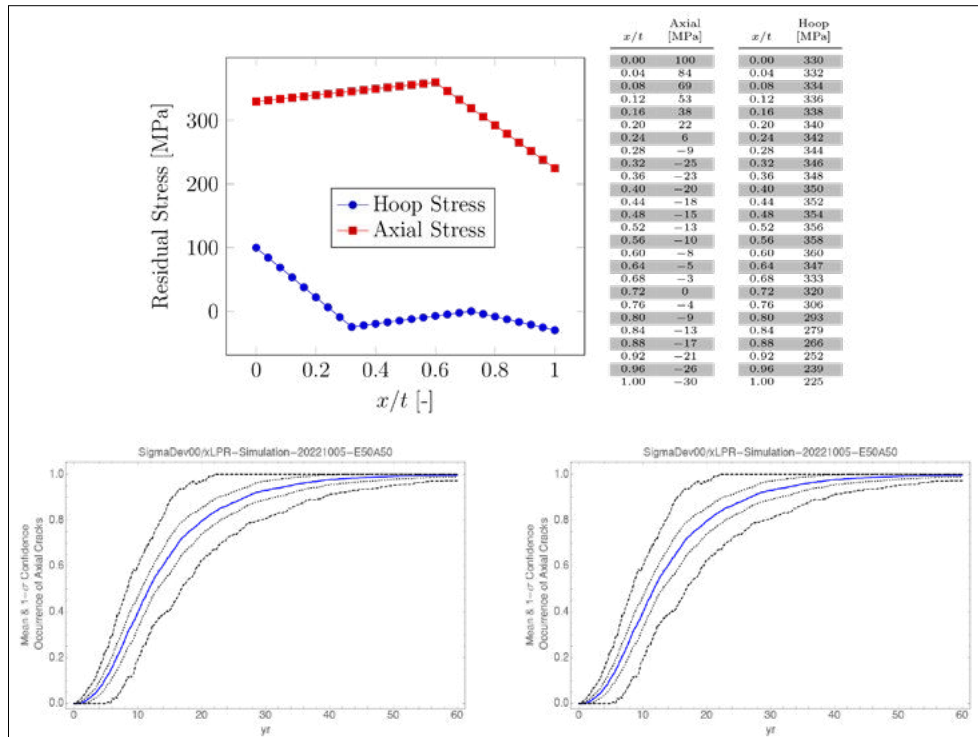 Axial
Hoop
x/t
[MPa]
x/t
[MPa]
0.00 100 0.00 330
0.04 84 0.04 332
0.08 69 0.08 334
0.12 53 0.12 336
0.16 38 0.16 338
0.20 22 0.20 340
0.24 6 0.24 342
0.28 −9 0.28 344
0.32 −25 0.32 346
0.36 −23 0.36 348
0.40 −20 0.40 350
0.44 −18 0.44 352
0.48 −15 0.48 354
0.52 −13 0.52 356
0.56 −10 0.56 358
0.60 −8 0.60 360
0.64 −5 0.64 347
0.68 −3 0.68 333
0.72 0 0.72 320
0.76 −4 0.76 306
0.80 −9 0.80 293
0.84 −13 0.84 279
0.88 −17 0.88 266
0.92 −21 0.92 252
0.96 −26 0.96 239
1.00 −30 1.00 225
Residual Stress [MPa]
300
200
100
0
Hoop Stress
Axial Stress
0 0.2 0.4 0.6 0.8 1
x/t [-]
SigmaDev00/xLPR-Simulation-20221005-E50A50
Mean & 1−σ Confidence
Occurrence of Axial Cracks
1.0
0.8
0.6
0.4
0.2
0.0
0 10 20 30 40 50 60
yr
SigmaDev00/xLPR-Simulation-20221005-E50A50
Mean & 1−σ Confidence
Occurrence of Axial Cracks
1.0
0.8
0.6
0.4
0.2
0.0
0 10 20 30 40 50 60
yr